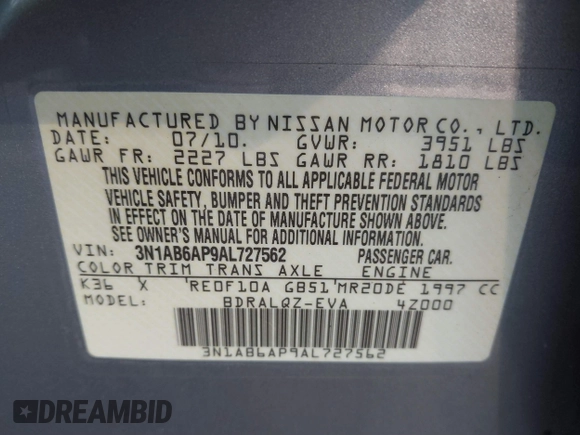 MANUFACTURED BY NISSAN MOTOR CO., LTD.
DATE: 07/10. GVWR: 3951 LBS
GAWR FR: 2227 LBS GAWR RR: 1810 LBS
THIS VEHICLE CONFORMS TO ALL APPLICABLE FEDERAL MOTOR
VEHICLE SAFETY, BUMPER AND THEFT PREVENTION STANDARDS
IN EFFECT ON THE DATE OF MANUFACTURE SHOWN ABOVE.
SEE OWNER'S MANUAL FOR ADDITIONAL INFORMATION.
VIN: 3N1AB6AP9AL727562 PASSENGER CAR.
COLOR TRIM TRANS AXLE ENGINE
K36 X 'RE0F10A GB51'MR20DE 1997 CC
MODEL: BDRALQZ-EVA 4Z000
3N1AB6AP9AL727562
DREAMBID